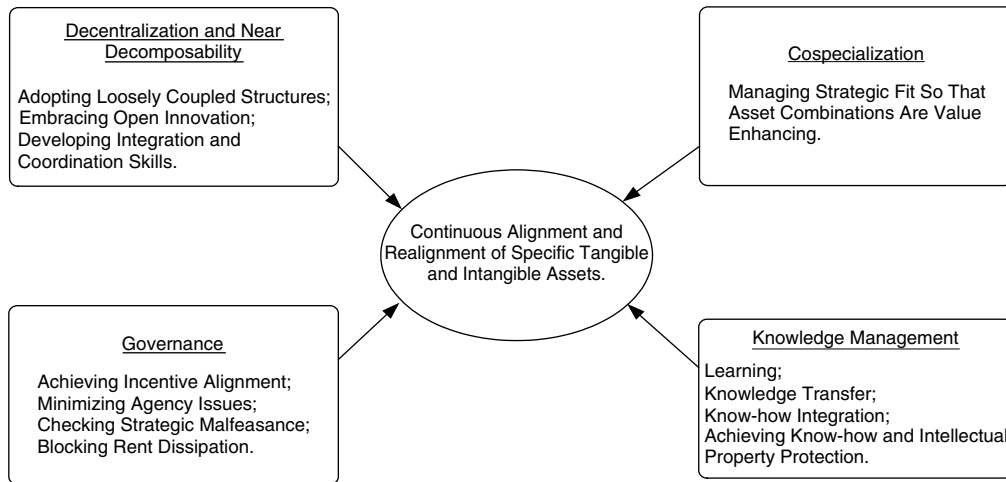 Decentralization and Near
Decomposability
Adopting Loosely Coupled Structures;
Embracing Open Innovation;
Developing Integration and
Coordination Skills.
Cospecialization
Managing Strategic Fit So That
Asset Combinations Are Value
Enhancing.
Continuous Alignment and
Realignment of Specific Tangible
and Intangible Assets.
Governance
Achieving Incentive Alignment;
Minimizing Agency Issues;
Checking Strategic Malfeasance;
Blocking Rent Dissipation.
Knowledge Management
Learning;
Knowledge Transfer;
Know-how Integration;
Achieving Know-how and Intellectual
Property Protection.